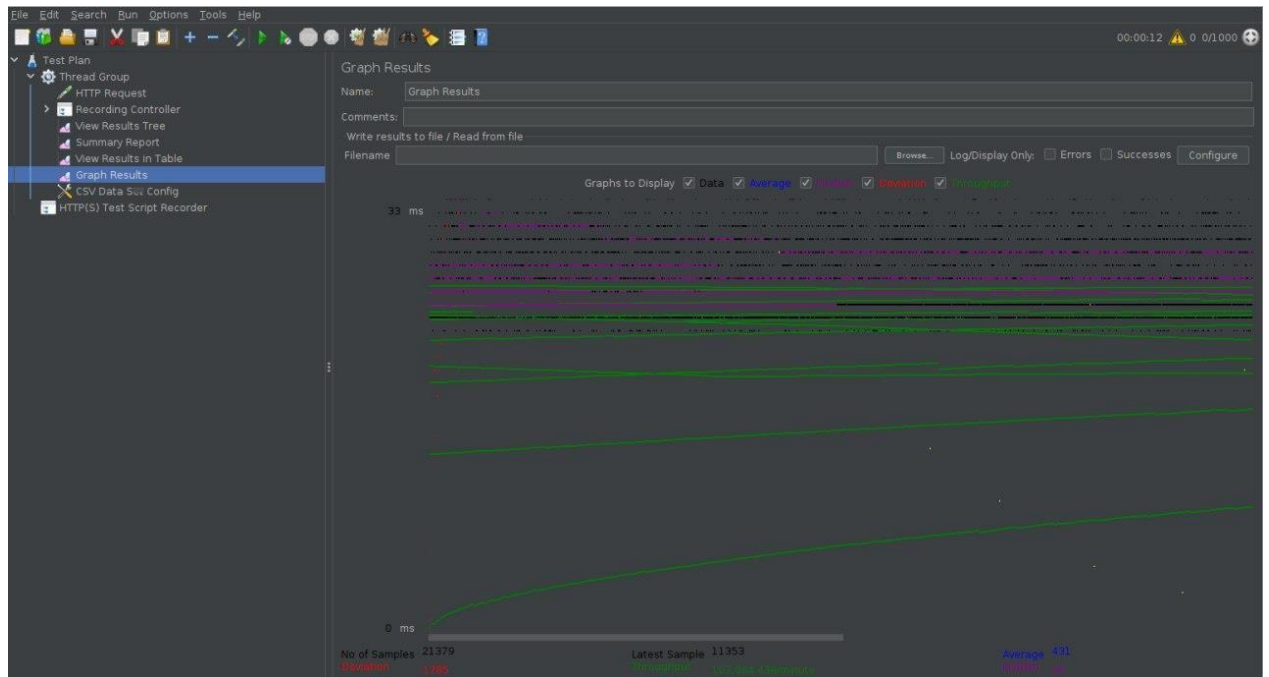 File Edit Search Run Options Tools Help
00:00:12 0 0/1000
Test Plan
Thread Group
HTTP Request
Recording Controller
View Results Tree
Summary Report
View Results in Table
Graph Results
CSV Data Config
HTTP(S) Test Script Recorder
Graph Results
Name: Graph Results
Comments:
Write results to file / Read from file
Filename Browse... Log/Display Only: Errors Successes Configure
Graphs to Display Data Average Median Deviation Throughput
33 ms
0 ms
No of Samples 21379 Latest Sample 11353 Average 431
Deviation Throughput Median